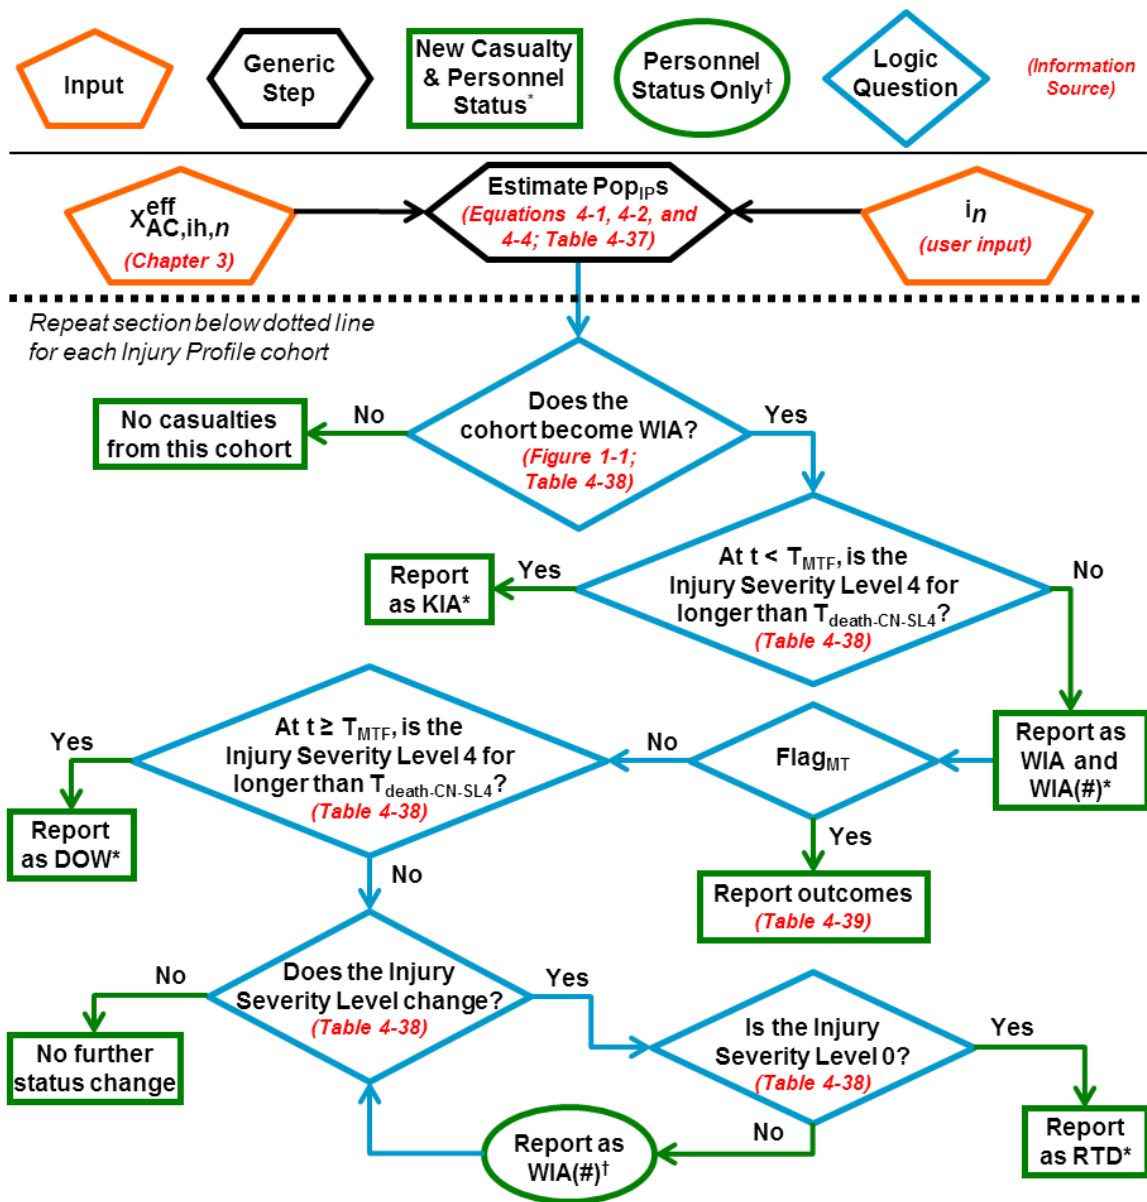 Input
Generic
Step
New Casualty
& Personnel
Status*
Personnel
Status Only†
Logic
Question
(Information
Source)
X^eff_AC,ih,n
(Chapter 3)
Estimate Pop_IPs
(Equations 4-1, 4-2, and
4-4; Table 4-37)
i_n
(user input)
Repeat section below dotted line
for each Injury Profile cohort
Does the
cohort become WIA?
(Figure 1-1;
Table 4-38)
No
Yes
No casualties
from this cohort
At t < T_MTF, is the
Injury Severity Level 4 for
longer than T_death-CN-SL4?
(Table 4-38)
Yes
No
Report
as KIA*
Report as
WIA and
WIA(#)*
Flag_MT
No
Yes
Report outcomes
(Table 4-39)
At t ≥ T_MTF, is the
Injury Severity Level 4 for
longer than T_death-CN-SL4?
(Table 4-38)
Yes
No
Report
as DOW*
Does the Injury
Severity Level change?
(Table 4-38)
No
Yes
No further
status change
Is the Injury
Severity Level 0?
(Table 4-38)
Yes
No
Report as
WIA(#)†
Report
as RTD*